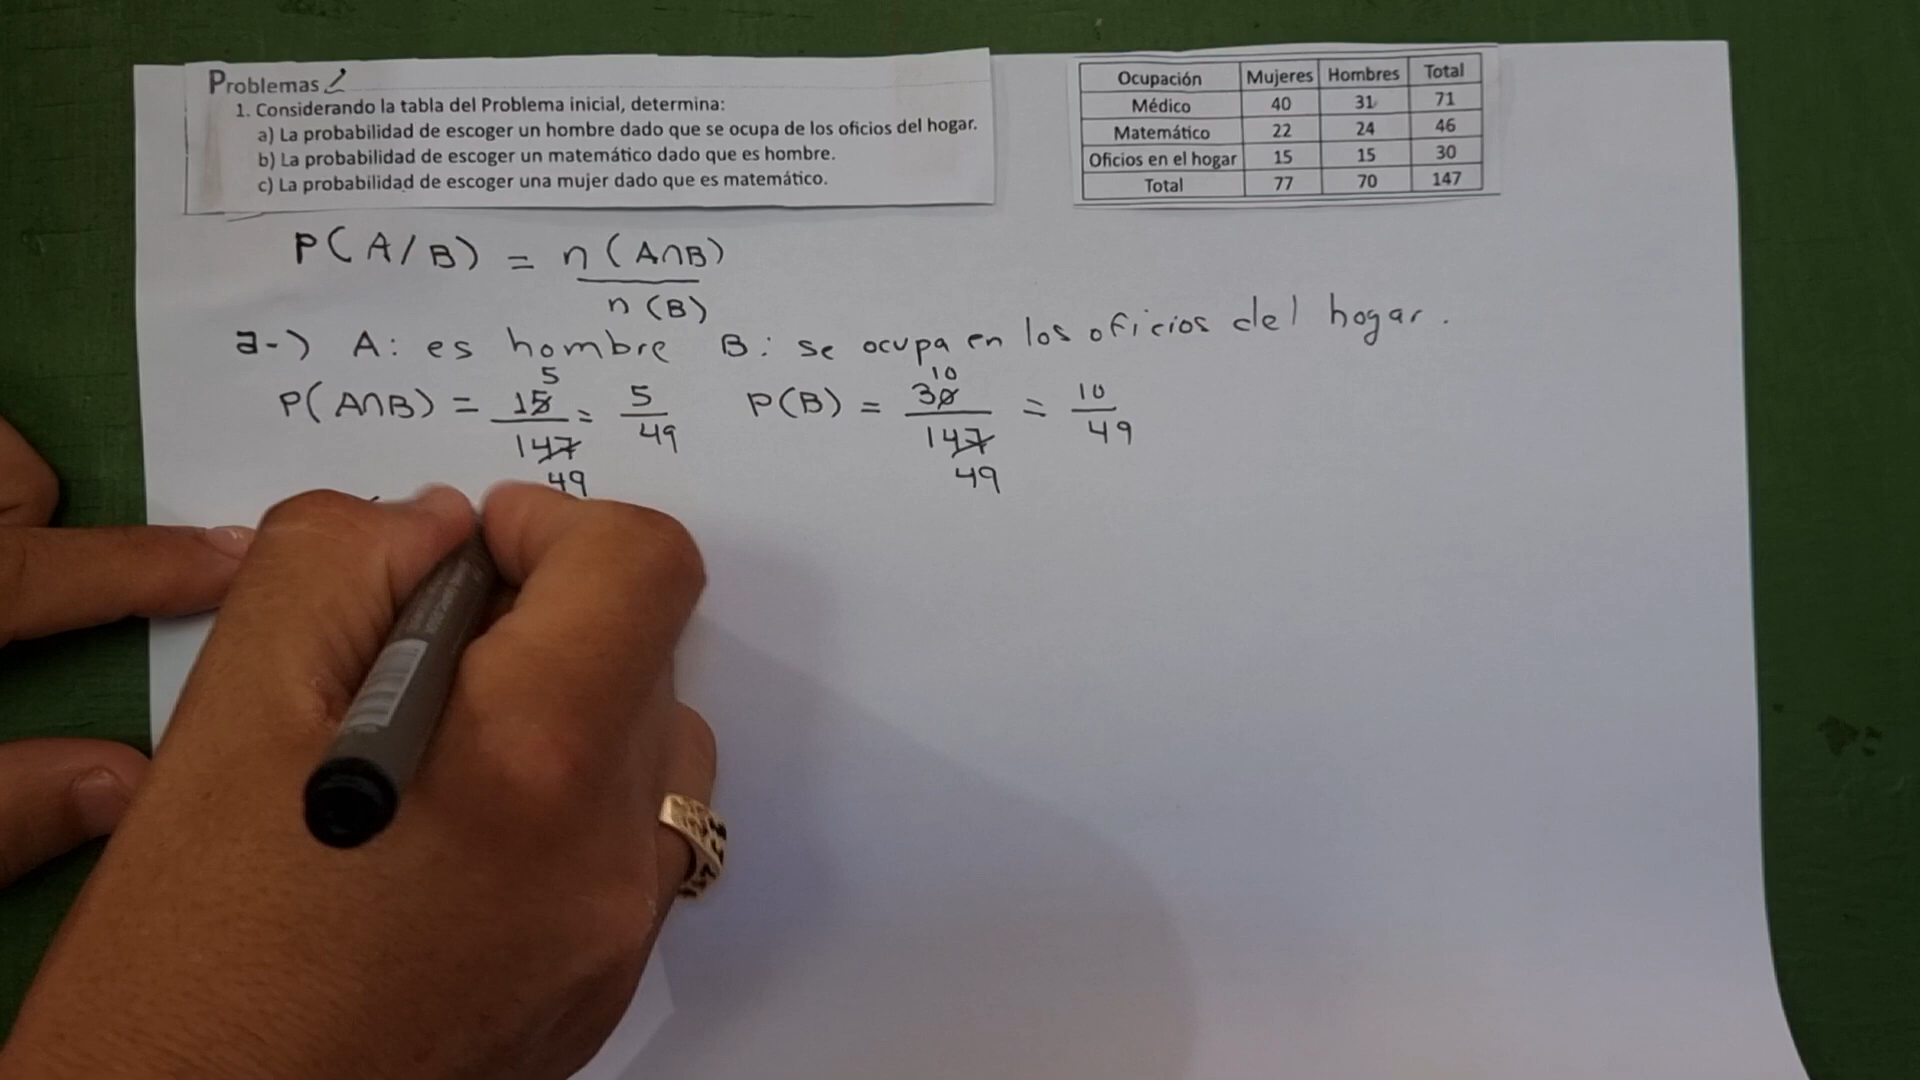 Problemas
1. Considerando la tabla del Problema inicial, determina:
a) La probabilidad de escoger un hombre dado que se ocupa de los oficios del hogar.
b) La probabilidad de escoger un matemático dado que es hombre.
c) La probabilidad de escoger una mujer dado que es matemático.
Ocupación Mujeres Hombres Total
Médico 40 31 71
Matemático 22 24 46
Oficios en el hogar 15 15 30
Total 77 70 147
P(A/B) = n(A∩B)
n(B)
a-) A: es hombre B: se ocupa en los oficios del hogar.
5 10
P(A∩B) = 15 = 5 P(B) = 30 = 10
147 49 147 49
49 49